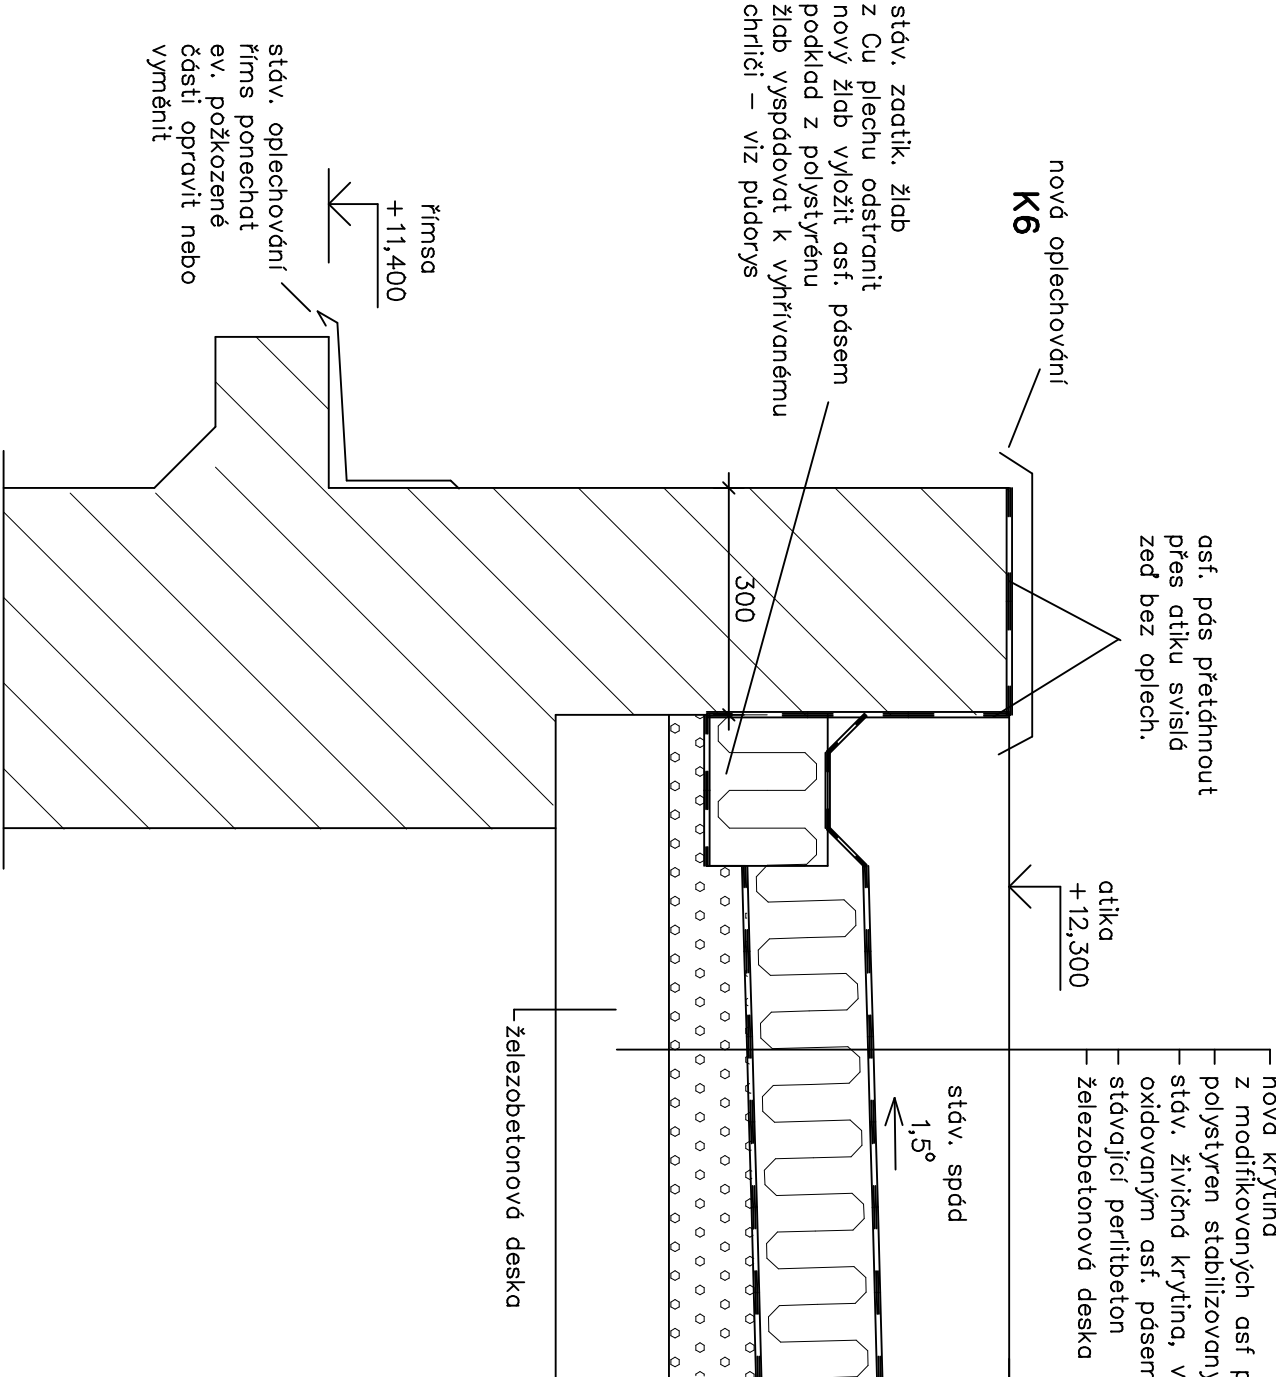 nová krytina
z modifikovaných asf
polystyren stabilizovaný
stáv. živičná krytina,
oxidovaným asf. pásem
stávající perlitbeton
železobetonová deska
asf. pás přetáhnout
přes atiku svislá
zeď bez oplech.
atika
+12,300
nová oplechování
K6
stáv. spád
1,5°
stáv. zaatik. žlab
z Cu plechu odstranit
nový žlab vyložit asf. pásem
podklad z polystyrénu
žlab vyspádovat k vyhřívanému
chrliči – viz půdorys
300
železobetonová deska
římsa
+11,400
stáv. oplechování
říms ponechat
ev. požkozené
části opravit nebo
vyměnit